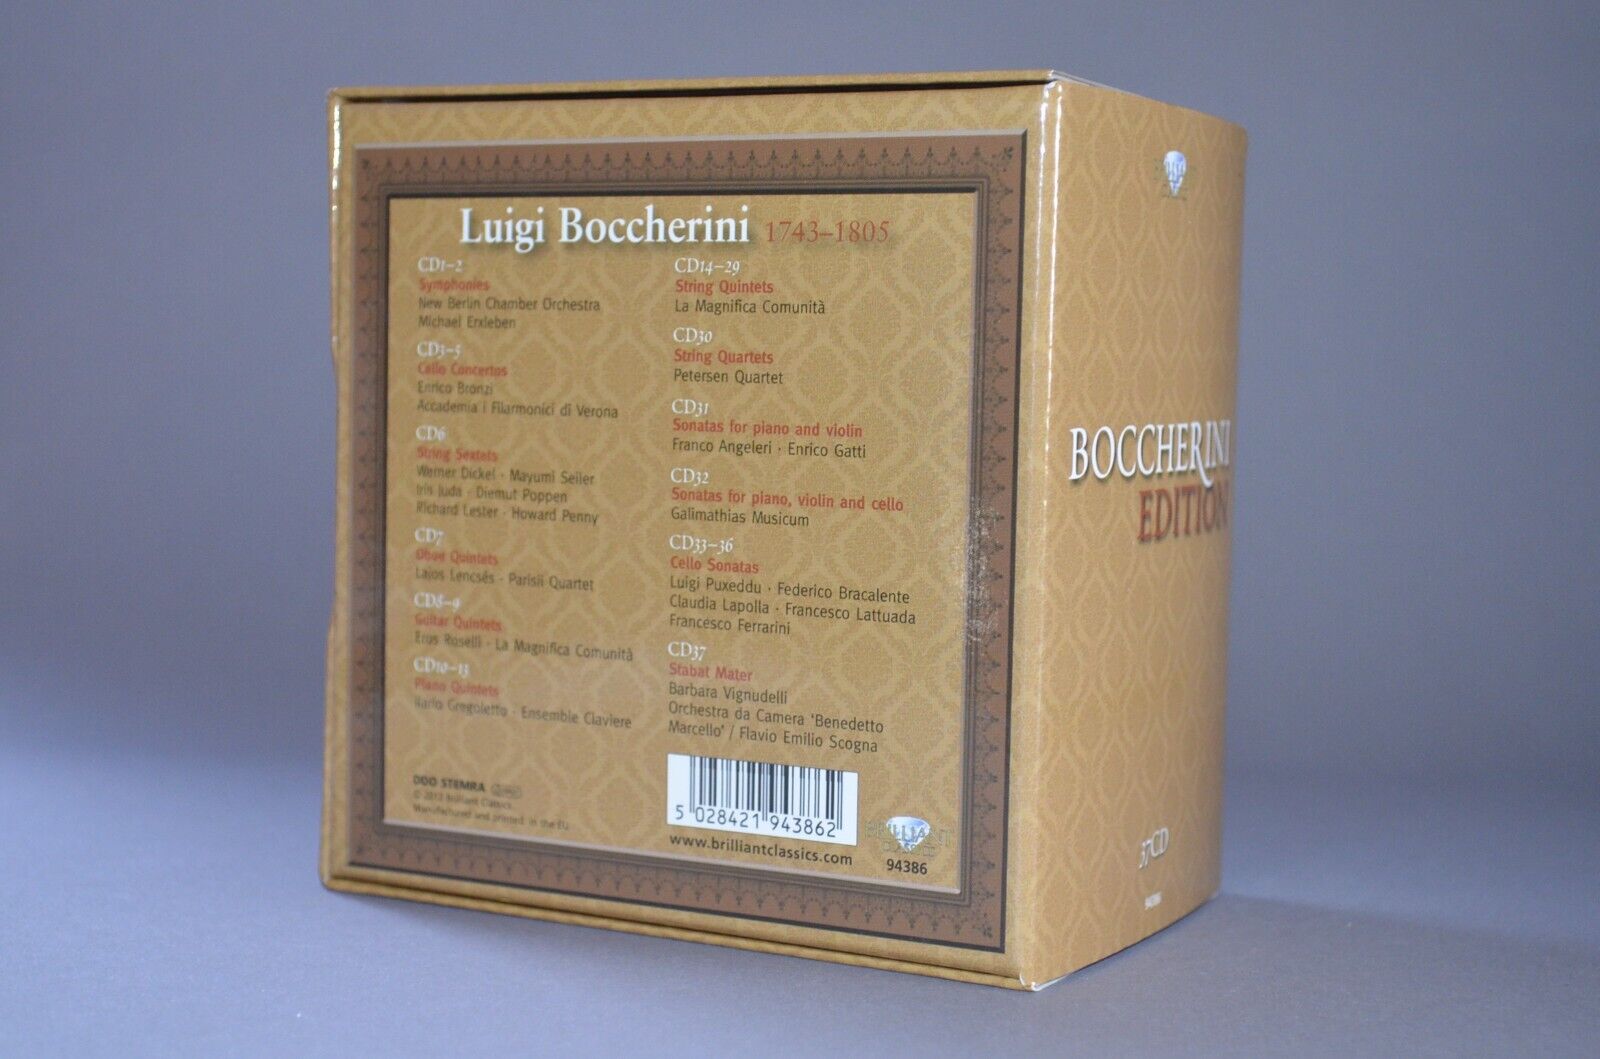 Luigi Boccherini 1743–1805
CD1–2
Symphonies
New Berlin Chamber Orchestra
Michael Erxleben
CD3–5
Cello Concertos
Enrico Bronzi
Accademia i Filarmonici di Verona
CD6
String Sextets
Werner Dickel · Mayumi Seiler
Iris Juda · Diemut Poppen
Richard Lester · Howard Penny
CD7
Oboe Quintets
Lajos Lencsés · Parisii Quartet
CD8–9
Guitar Quintets
Eros Roselli · La Magnifica Comunità
CD10–13
Piano Quintets
Ilario Gregoletto · Ensemble Claviere
DDD STEMRA
© 2013 Brilliant Classics
Manufactured and printed in the EU
CD14–29
String Quintets
La Magnifica Comunità
CD30
String Quartets
Petersen Quartet
CD31
Sonatas for piano and violin
Franco Angeleri · Enrico Gatti
CD32
Sonatas for piano, violin and cello
Galimathias Musicum
CD33–36
Cello Sonatas
Luigi Puxeddu · Federico Bracalente
Claudia Lapolla · Francesco Lattuada
Francesco Ferrarini
CD37
Stabat Mater
Barbara Vignudelli
Orchestra da Camera ‘Benedetto
Marcello’ / Flavio Emilio Scogna
5 028421 943862
www.brilliantclassics.com
BRILLIANT
CLASSICS
94386
BOCCHERINI
EDITION
37CD
94386